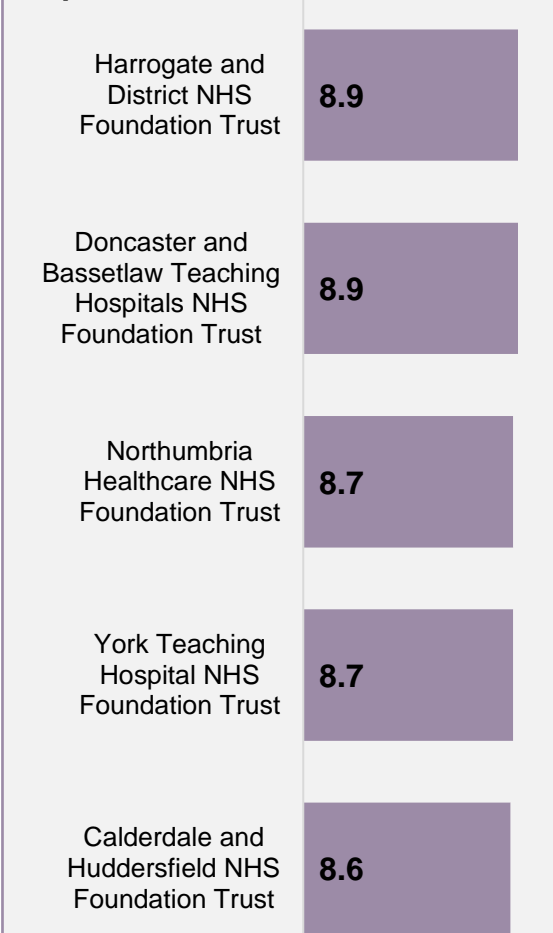 Harrogate and
District NHS
Foundation Trust
8.9
Doncaster and
Bassetlaw Teaching
Hospitals NHS
Foundation Trust
8.9
Northumbria
Healthcare NHS
Foundation Trust
8.7
York Teaching
Hospital NHS
Foundation Trust
8.7
Calderdale and
Huddersfield NHS
Foundation Trust
8.6